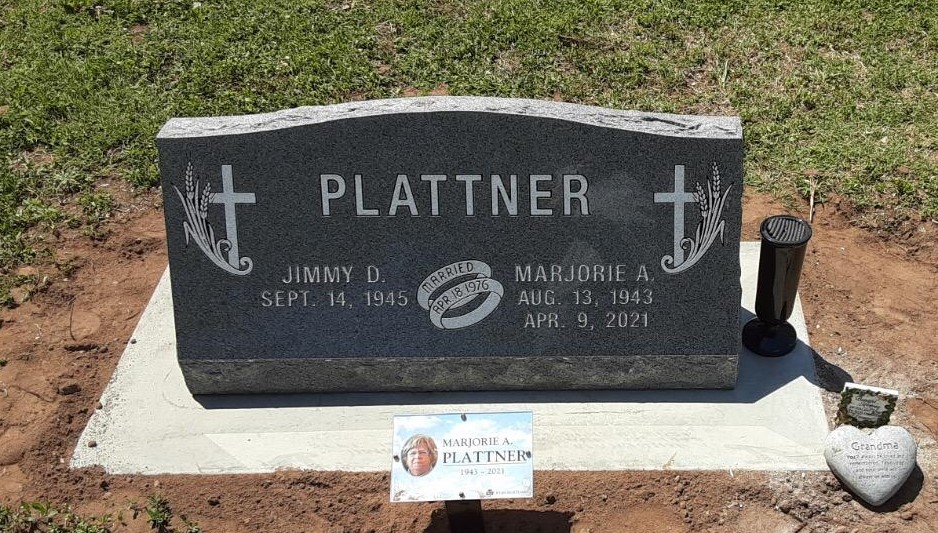 PLATTNER
JIMMY D.
SEPT. 14, 1945
MARRIED
APR 18 1976
MARJORIE A.
AUG. 13, 1943
APR. 9, 2021
MARJORIE A.
PLATTNER
1943 - 2021
Grandma